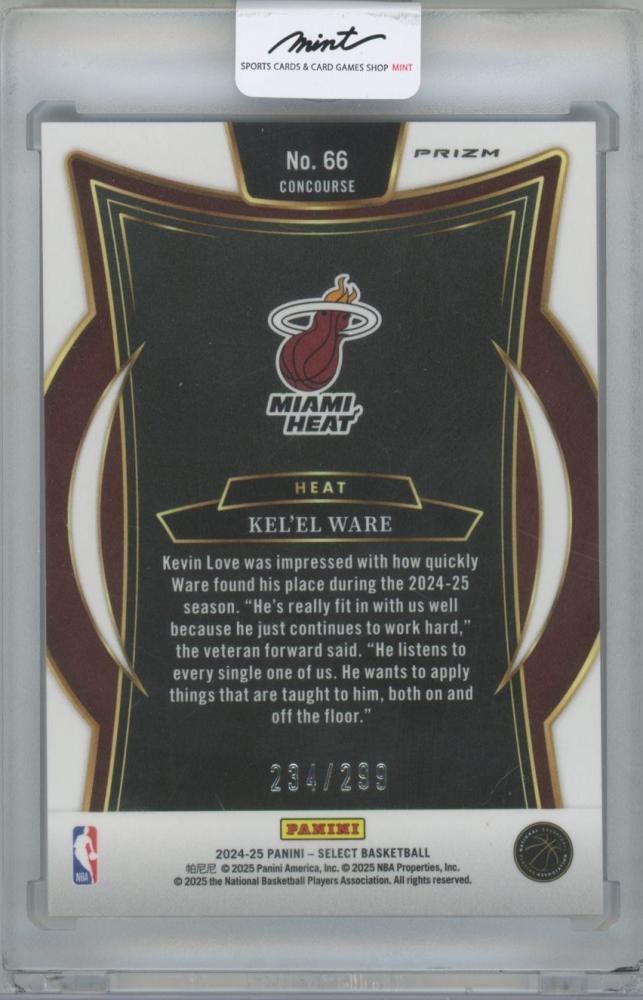 mint
SPORTS CARDS & CARD GAMES SHOP MINT
No. 66
CONCOURSE
PRIZM
MIAMI
HEAT
HEAT
KEL'EL WARE
Kevin Love was impressed with how quickly
Ware found his place during the 2024-25
season. “He's really fit in with us well
because he just continues to work hard,”
the veteran forward said. “He listens to
every single one of us. He wants to apply
things that are taught to him, both on and
off the floor.”
234/299
PANINI
2024-25 PANINI – SELECT BASKETBALL
帕尼尼 © 2025 Panini America, Inc. © 2025 NBA Properties, Inc.
© 2025 the National Basketball Players Association. All rights reserved.
NBA
NATIONAL BASKETBALL
PLAYERS ASSOCIATION